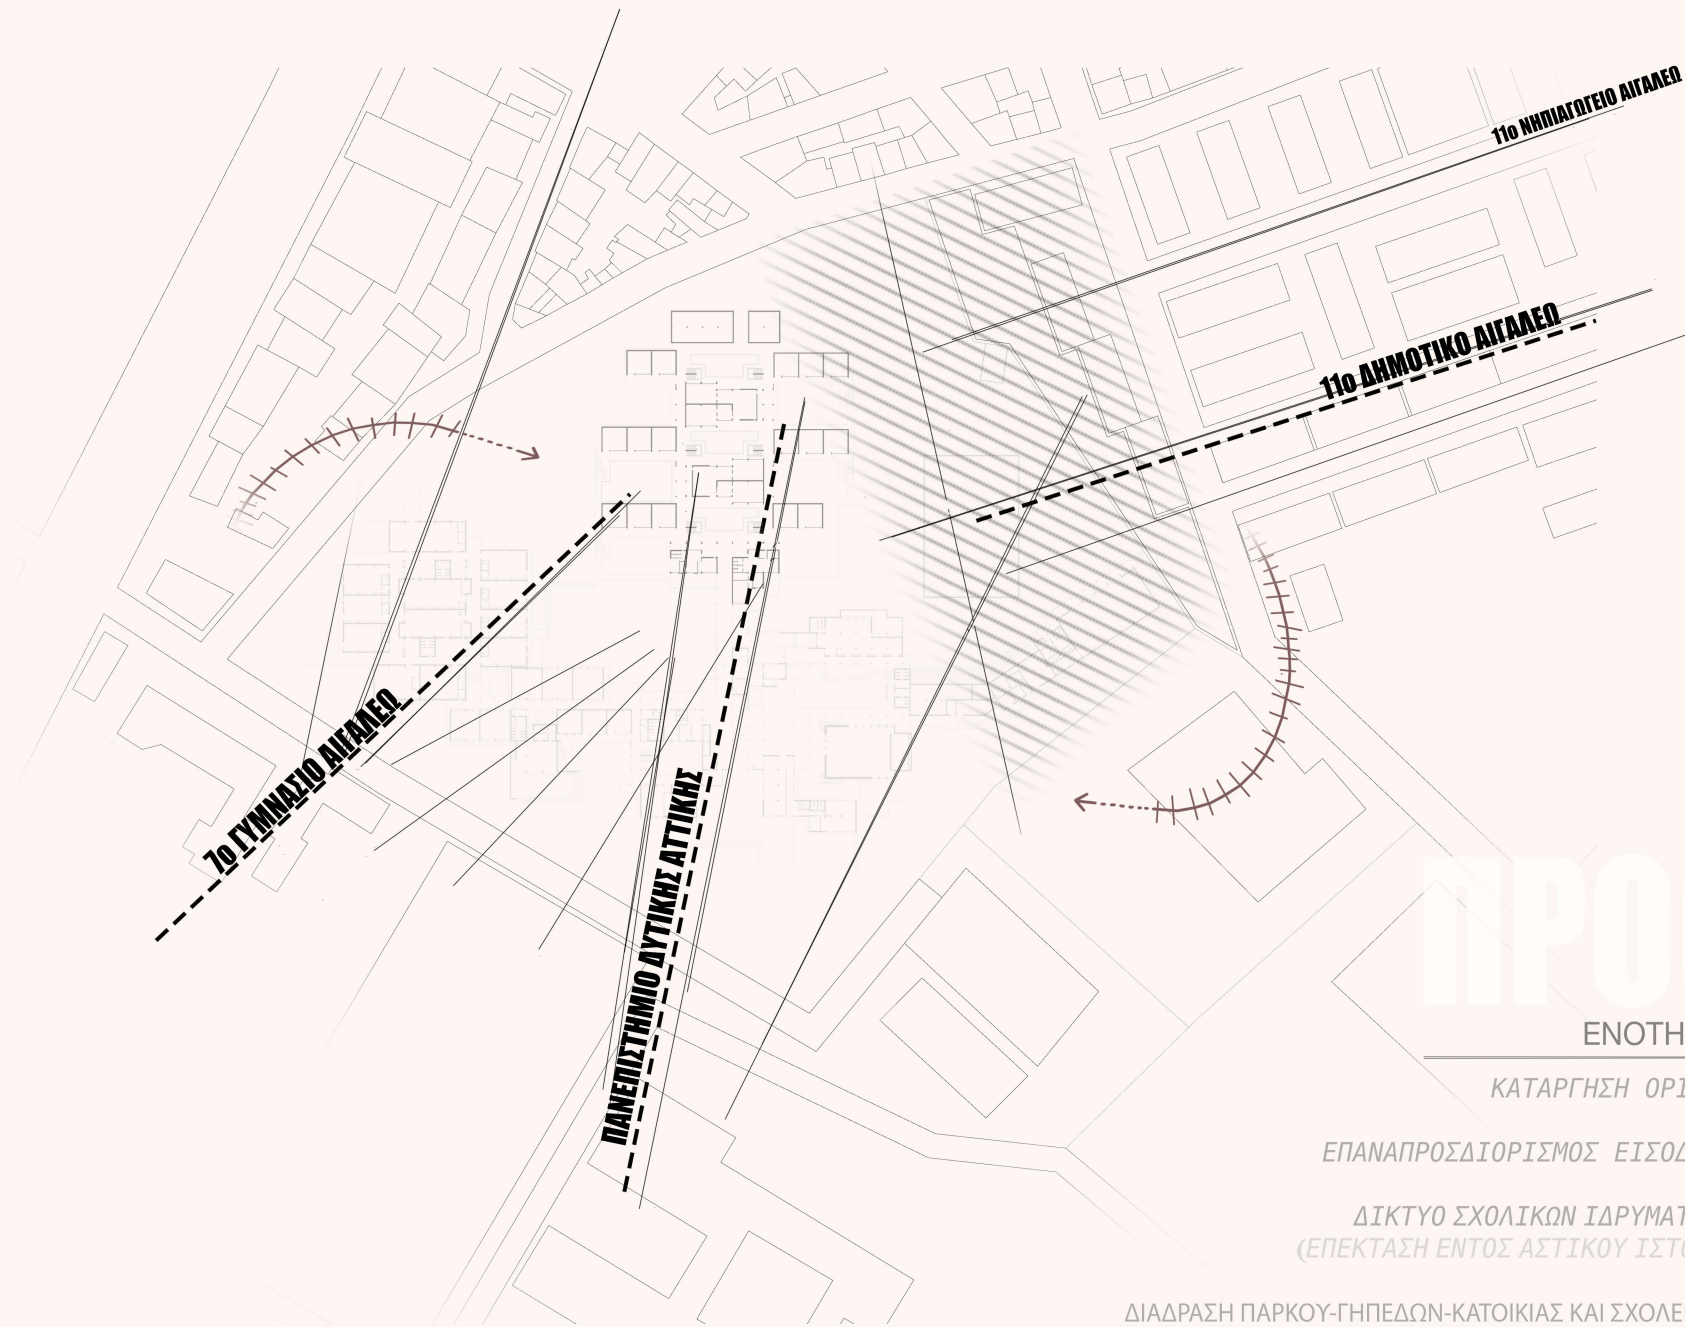 11ο ΝΗΠΙΑΓΩΓΕΙΟ ΑΙΓΑΛΕΩ
11ο ΔΗΜΟΤΙΚΟ ΑΙΓΑΛΕΩ
7ο ΓΥΜΝΑΣΙΟ ΑΙΓΑΛΕΩ
ΠΑΝΕΠΙΣΤΗΜΙΟ ΔΥΤΙΚΗΣ ΑΤΤΙΚΗΣ
ΠΡΟ
ΕΝΟΤΗ
ΚΑΤΑΡΓΗΣΗ ΟΡΙ
ΕΠΑΝΑΠΡΟΣΔΙΟΡΙΣΜΟΣ ΕΙΣΟΔ
ΔΙΚΤΥΟ ΣΧΟΛΙΚΩΝ ΙΔΡΥΜΑΤ
(ΕΠΕΚΤΑΣΗ ΕΝΤΟΣ ΑΣΤΙΚΟΥ ΙΣΤΟ
ΔΙΑΔΡΑΣΗ ΠΑΡΚΟΥ-ΓΗΠΕΔΩΝ-ΚΑΤΟΙΚΙΑΣ ΚΑΙ ΣΧΟΛΕ